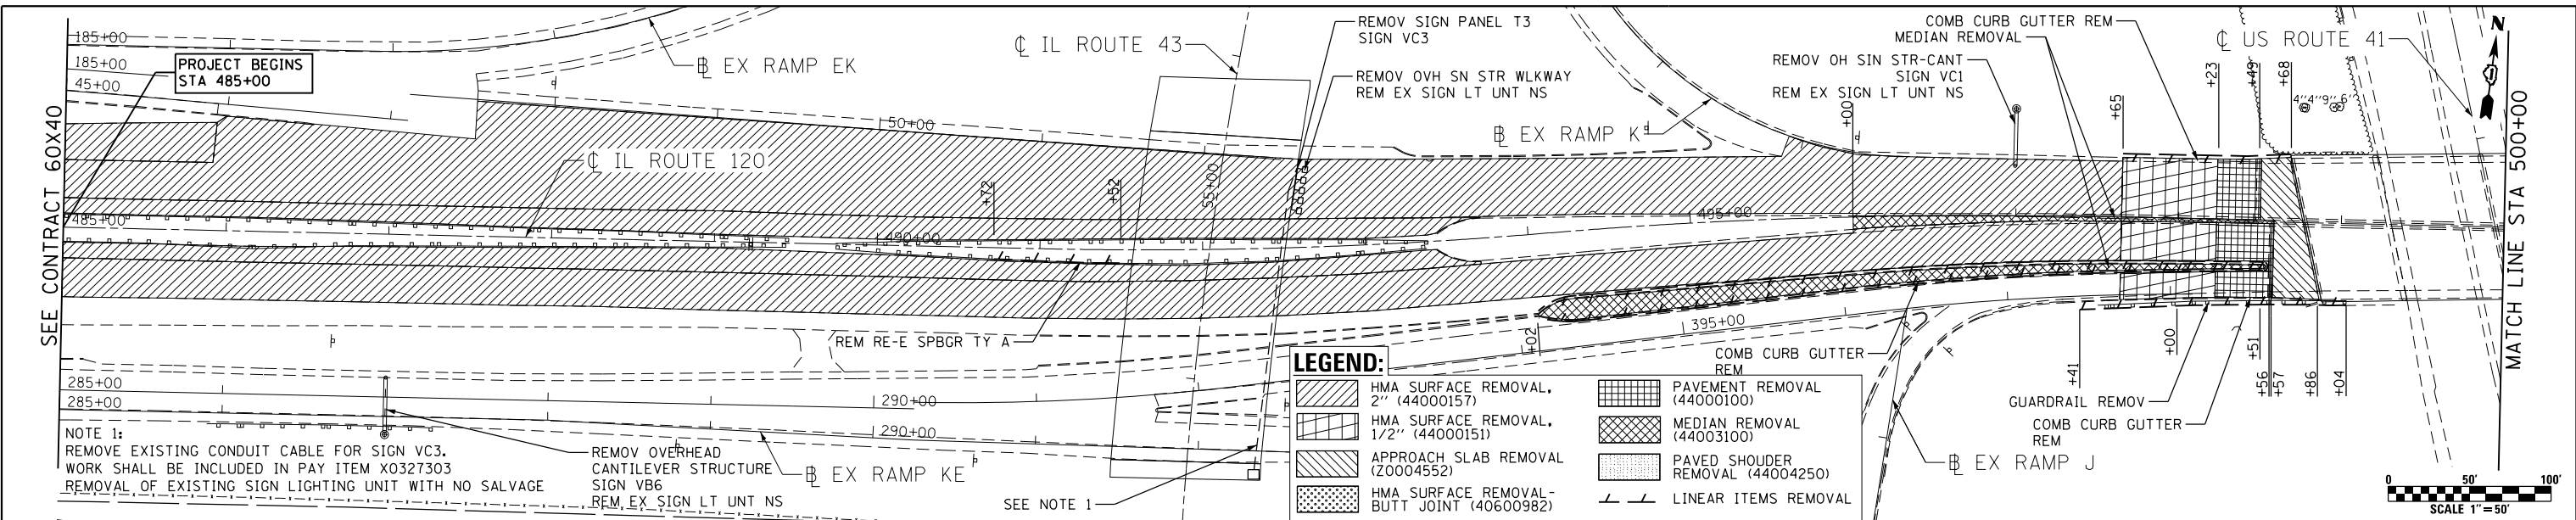 185+00
185+00
45+00
PROJECT BEGINS
STA 485+00
SEE CONTRACT 60X40
℄ IL ROUTE 120
485+00
EX RAMP EK
℄ IL ROUTE 43
REMOV SIGN PANEL T3
SIGN VC3
REMOV OVH SN STR WLKWAY
REM EX SIGN LT UNT NS
50+00
+72
+52
55+00
490+00
EX RAMP K
COMB CURB GUTTER REM
MEDIAN REMOVAL
REMOV OH SIN STR-CANT
SIGN VC1
REM EX SIGN LT UNT NS
+00
+65
+23
+49
+68
4"4"9"6"
℄ US ROUTE 41
N
MATCH LINE STA 500+00
495+00
REM RE-E SPBGR TY A
+02
395+00
COMB CURB GUTTER
REM
+41
+00
+51
+56
+57
+86
+04
GUARDRAIL REMOV
COMB CURB GUTTER
REM
EX RAMP J
285+00
285+00
290+00
290+00
NOTE 1:
REMOVE EXISTING CONDUIT CABLE FOR SIGN VC3.
WORK SHALL BE INCLUDED IN PAY ITEM X0327303
REMOVAL OF EXISTING SIGN LIGHTING UNIT WITH NO SALVAGE
REMOV OVERHEAD
CANTILEVER STRUCTURE
SIGN VB6
REM EX SIGN LT UNT NS
EX RAMP KE
SEE NOTE 1
LEGEND:
HMA SURFACE REMOVAL,
2" (44000157)
HMA SURFACE REMOVAL,
1/2" (44000151)
APPROACH SLAB REMOVAL
(Z0004552)
HMA SURFACE REMOVAL-
BUTT JOINT (40600982)
PAVEMENT REMOVAL
(44000100)
MEDIAN REMOVAL
(44003100)
PAVED SHOUDER
REMOVAL (44004250)
LINEAR ITEMS REMOVAL
0 50' 100'
SCALE 1"=50'